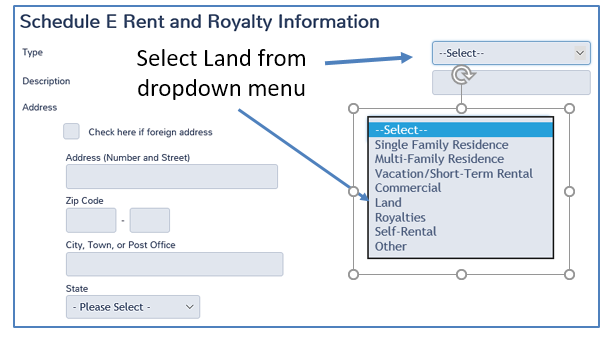 Schedule E Rent and Royalty Information
Type
Select Land from
dropdown menu
--Select--
Description
Address
Check here if foreign address
Address (Number and Street)
Zip Code
-
City, Town, or Post Office
State
- Please Select -
--Select--
Single Family Residence
Multi-Family Residence
Vacation/Short-Term Rental
Commercial
Land
Royalties
Self-Rental
Other